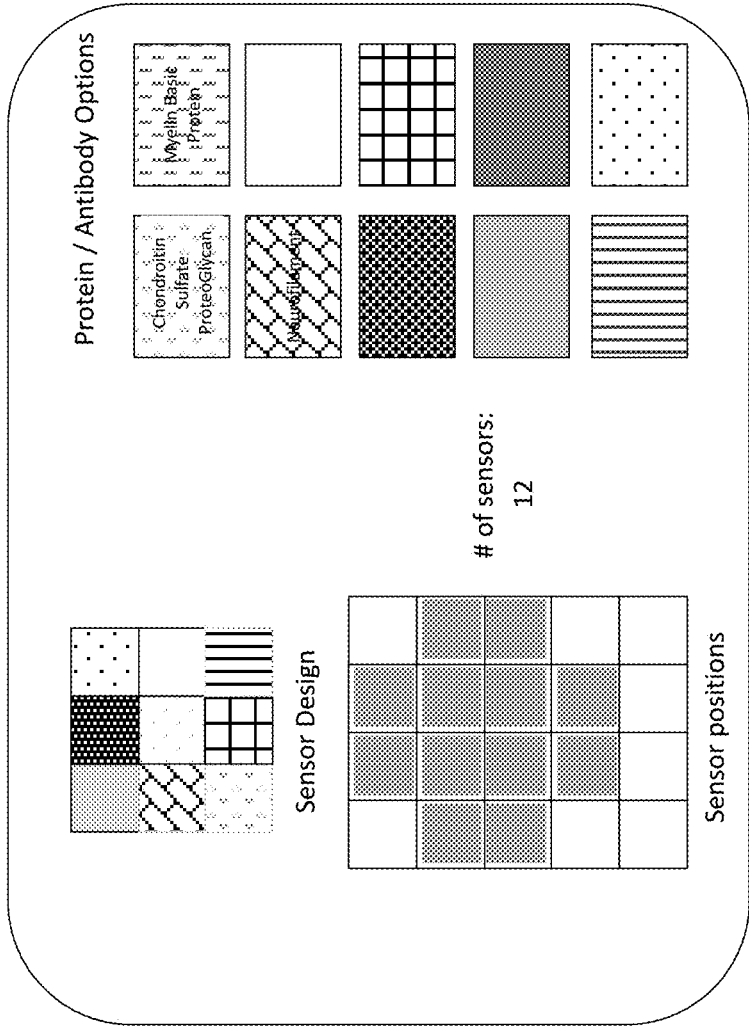 Protein / Antibody Options
Chondroitin
Sulfate
ProteoGlycan
Myelin Basic
Protein
Neurofilament
Sensor Design
# of sensors:
12
Sensor positions